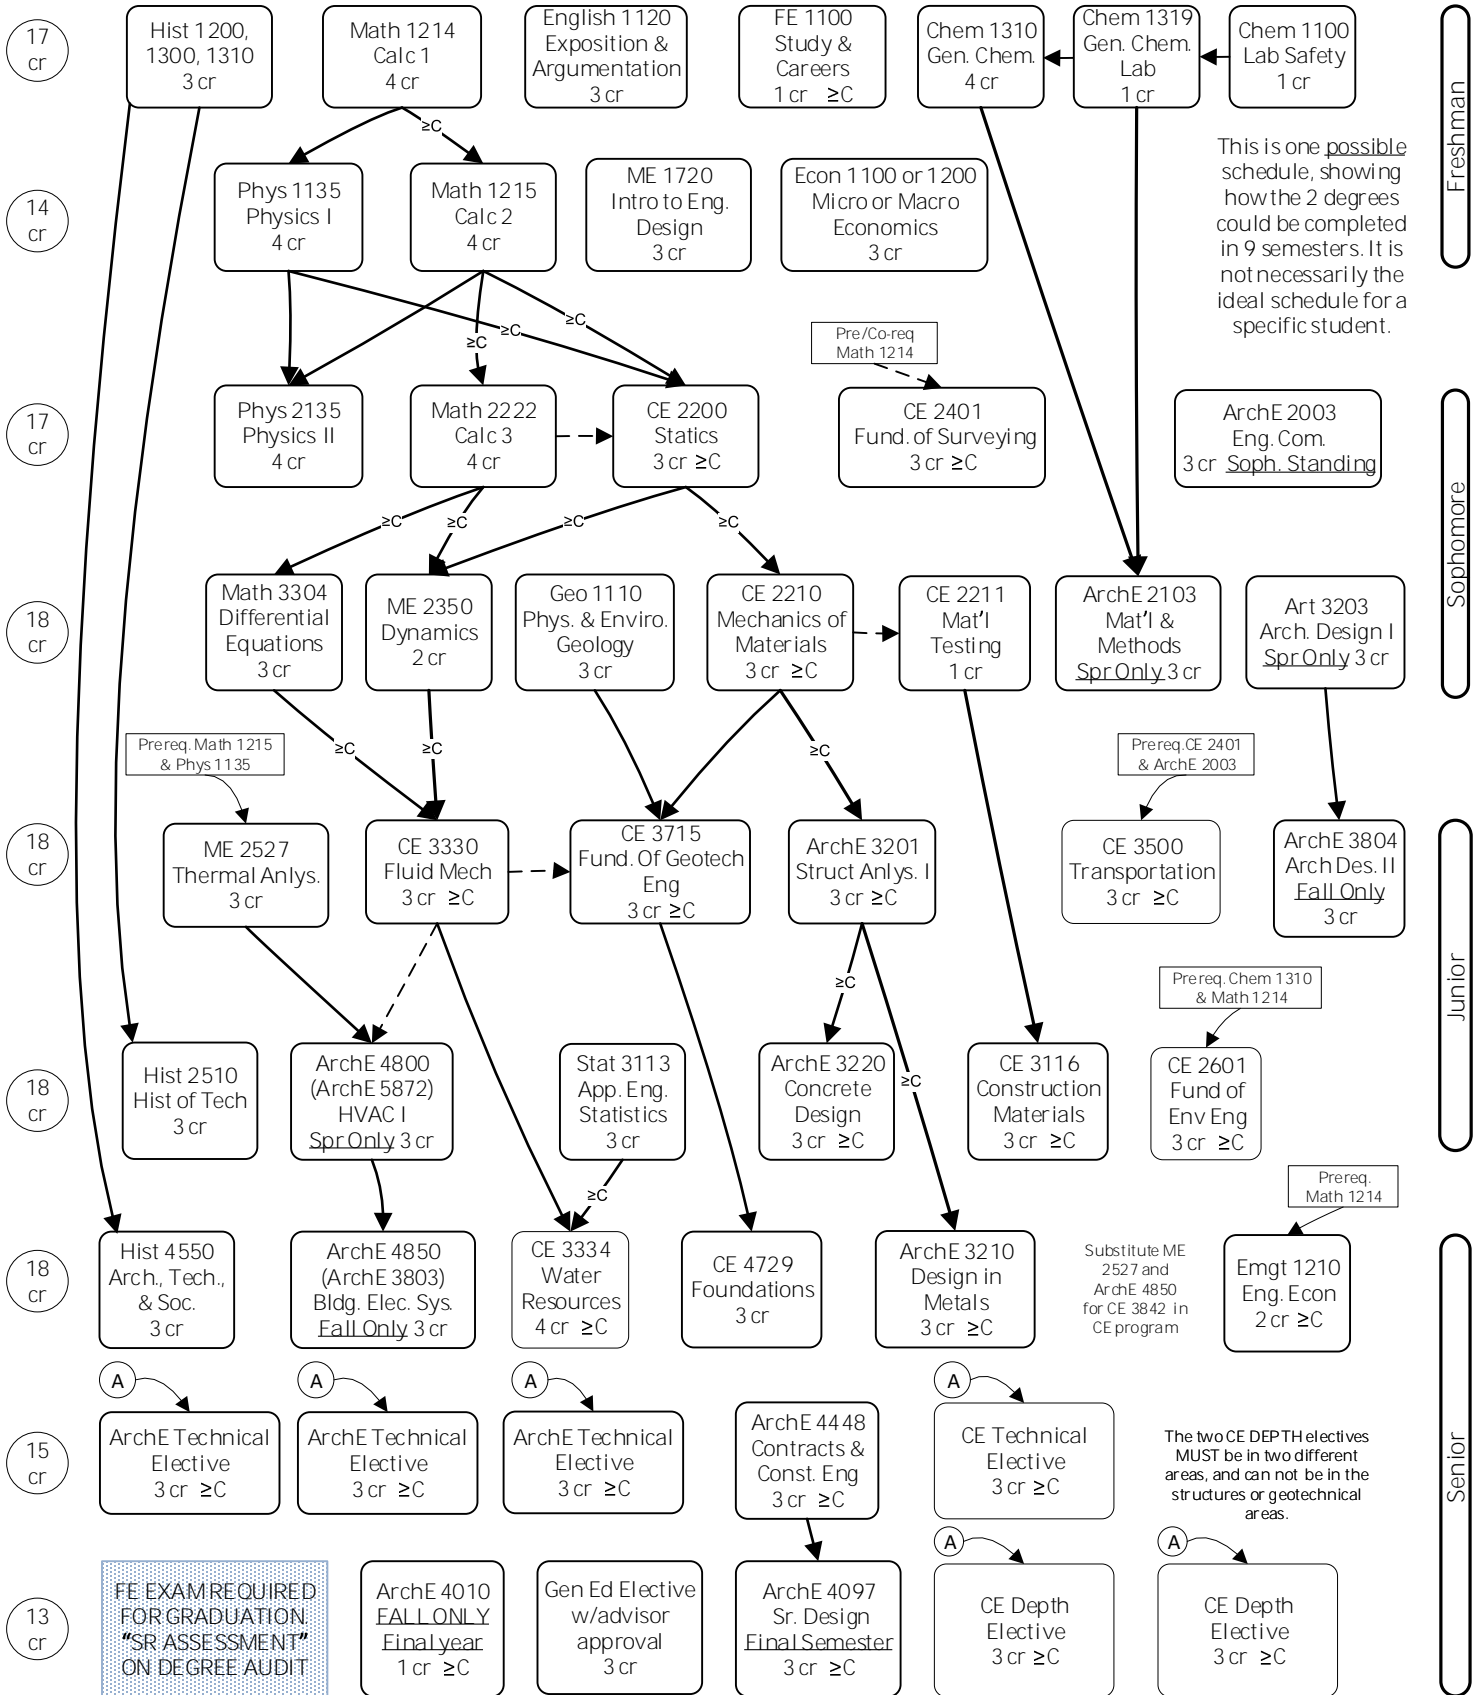 17
cr
Hist 1200,
1300, 1310
3 cr
Math 1214
Calc 1
4 cr
English 1120
Exposition &
Argumentation
3 cr
FE 1100
Study &
Careers
1 cr ≥C
Chem 1310
Gen. Chem.
4 cr
Chem 1319
Gen. Chem.
Lab
1 cr
Chem 1100
Lab Safety
1 cr
Freshman
≥C
This is one possible
schedule, showing
how the 2 degrees
could be completed
in 9 semesters. It is
not necessarily the
ideal schedule for a
specific student.
14
cr
Phys 1135
Physics I
4 cr
Math 1215
Calc 2
4 cr
ME 1720
Intro to Eng.
Design
3 cr
Econ 1100 or 1200
Micro or Macro
Economics
3 cr
≥C
≥C
≥C
Pre/Co-req
Math 1214
17
cr
Phys 2135
Physics II
4 cr
Math 2222
Calc 3
4 cr
CE 2200
Statics
3 cr ≥C
CE 2401
Fund. of Surveying
3 cr ≥C
ArchE 2003
Eng. Com.
3 cr Soph. Standing
Sophomore
≥C
≥C
≥C
≥C
18
cr
Math 3304
Differential
Equations
3 cr
ME 2350
Dynamics
2 cr
Geo 1110
Phys. & Enviro.
Geology
3 cr
CE 2210
Mechanics of
Materials
3 cr ≥C
CE 2211
Mat'l
Testing
1 cr
ArchE 2103
Mat'l &
Methods
Spr Only 3 cr
Art 3203
Arch. Design I
Spr Only 3 cr
Prereq. Math 1215
& Phys 1135
≥C
≥C
≥C
Prereq.CE 2401
& ArchE 2003
18
cr
ME 2527
Thermal Anlys.
3 cr
CE 3330
Fluid Mech
3 cr ≥C
CE 3715
Fund. Of Geotech
Eng
3 cr ≥C
ArchE 3201
Struct Anlys. I
3 cr ≥C
CE 3500
Transportation
3 cr ≥C
ArchE 3804
Arch Des. II
Fall Only
3 cr
Junior
≥C
≥C
Prereq. Chem 1310
& Math 1214
18
cr
Hist 2510
Hist of Tech
3 cr
ArchE 4800
(ArchE 5872)
HVAC I
Spr Only 3 cr
Stat 3113
App. Eng.
Statistics
3 cr
ArchE 3220
Concrete
Design
3 cr ≥C
CE 3116
Construction
Materials
3 cr ≥C
CE 2601
Fund of
Env Eng
3 cr ≥C
≥C
Prereq.
Math 1214
18
cr
Hist 4550
Arch., Tech.,
& Soc.
3 cr
ArchE 4850
(ArchE 3803)
Bldg. Elec. Sys.
Fall Only 3 cr
CE 3334
Water
Resources
4 cr ≥C
CE 4729
Foundations
3 cr
ArchE 3210
Design in
Metals
3 cr ≥C
Substitute ME
2527 and
ArchE 4850
for CE 3842 in
CE program
Emgt 1210
Eng. Econ
2 cr ≥C
Senior
A
A
A
A
15
cr
ArchE Technical
Elective
3 cr ≥C
ArchE Technical
Elective
3 cr ≥C
ArchE Technical
Elective
3 cr ≥C
ArchE 4448
Contracts &
Const. Eng
3 cr ≥C
CE Technical
Elective
3 cr ≥C
The two CE DEPTH electives
MUST be in two different
areas, and can not be in the
structures or geotechnical
areas.
A
A
13
cr
FE EXAM REQUIRED
FOR GRADUATION.
"SR ASSESSMENT"
ON DEGREE AUDIT
ArchE 4010
FALL ONLY
Final year
1 cr ≥C
Gen Ed Elective
w/advisor
approval
3 cr
ArchE 4097
Sr. Design
Final Semester
3 cr ≥C
CE Depth
Elective
3 cr ≥C
CE Depth
Elective
3 cr ≥C